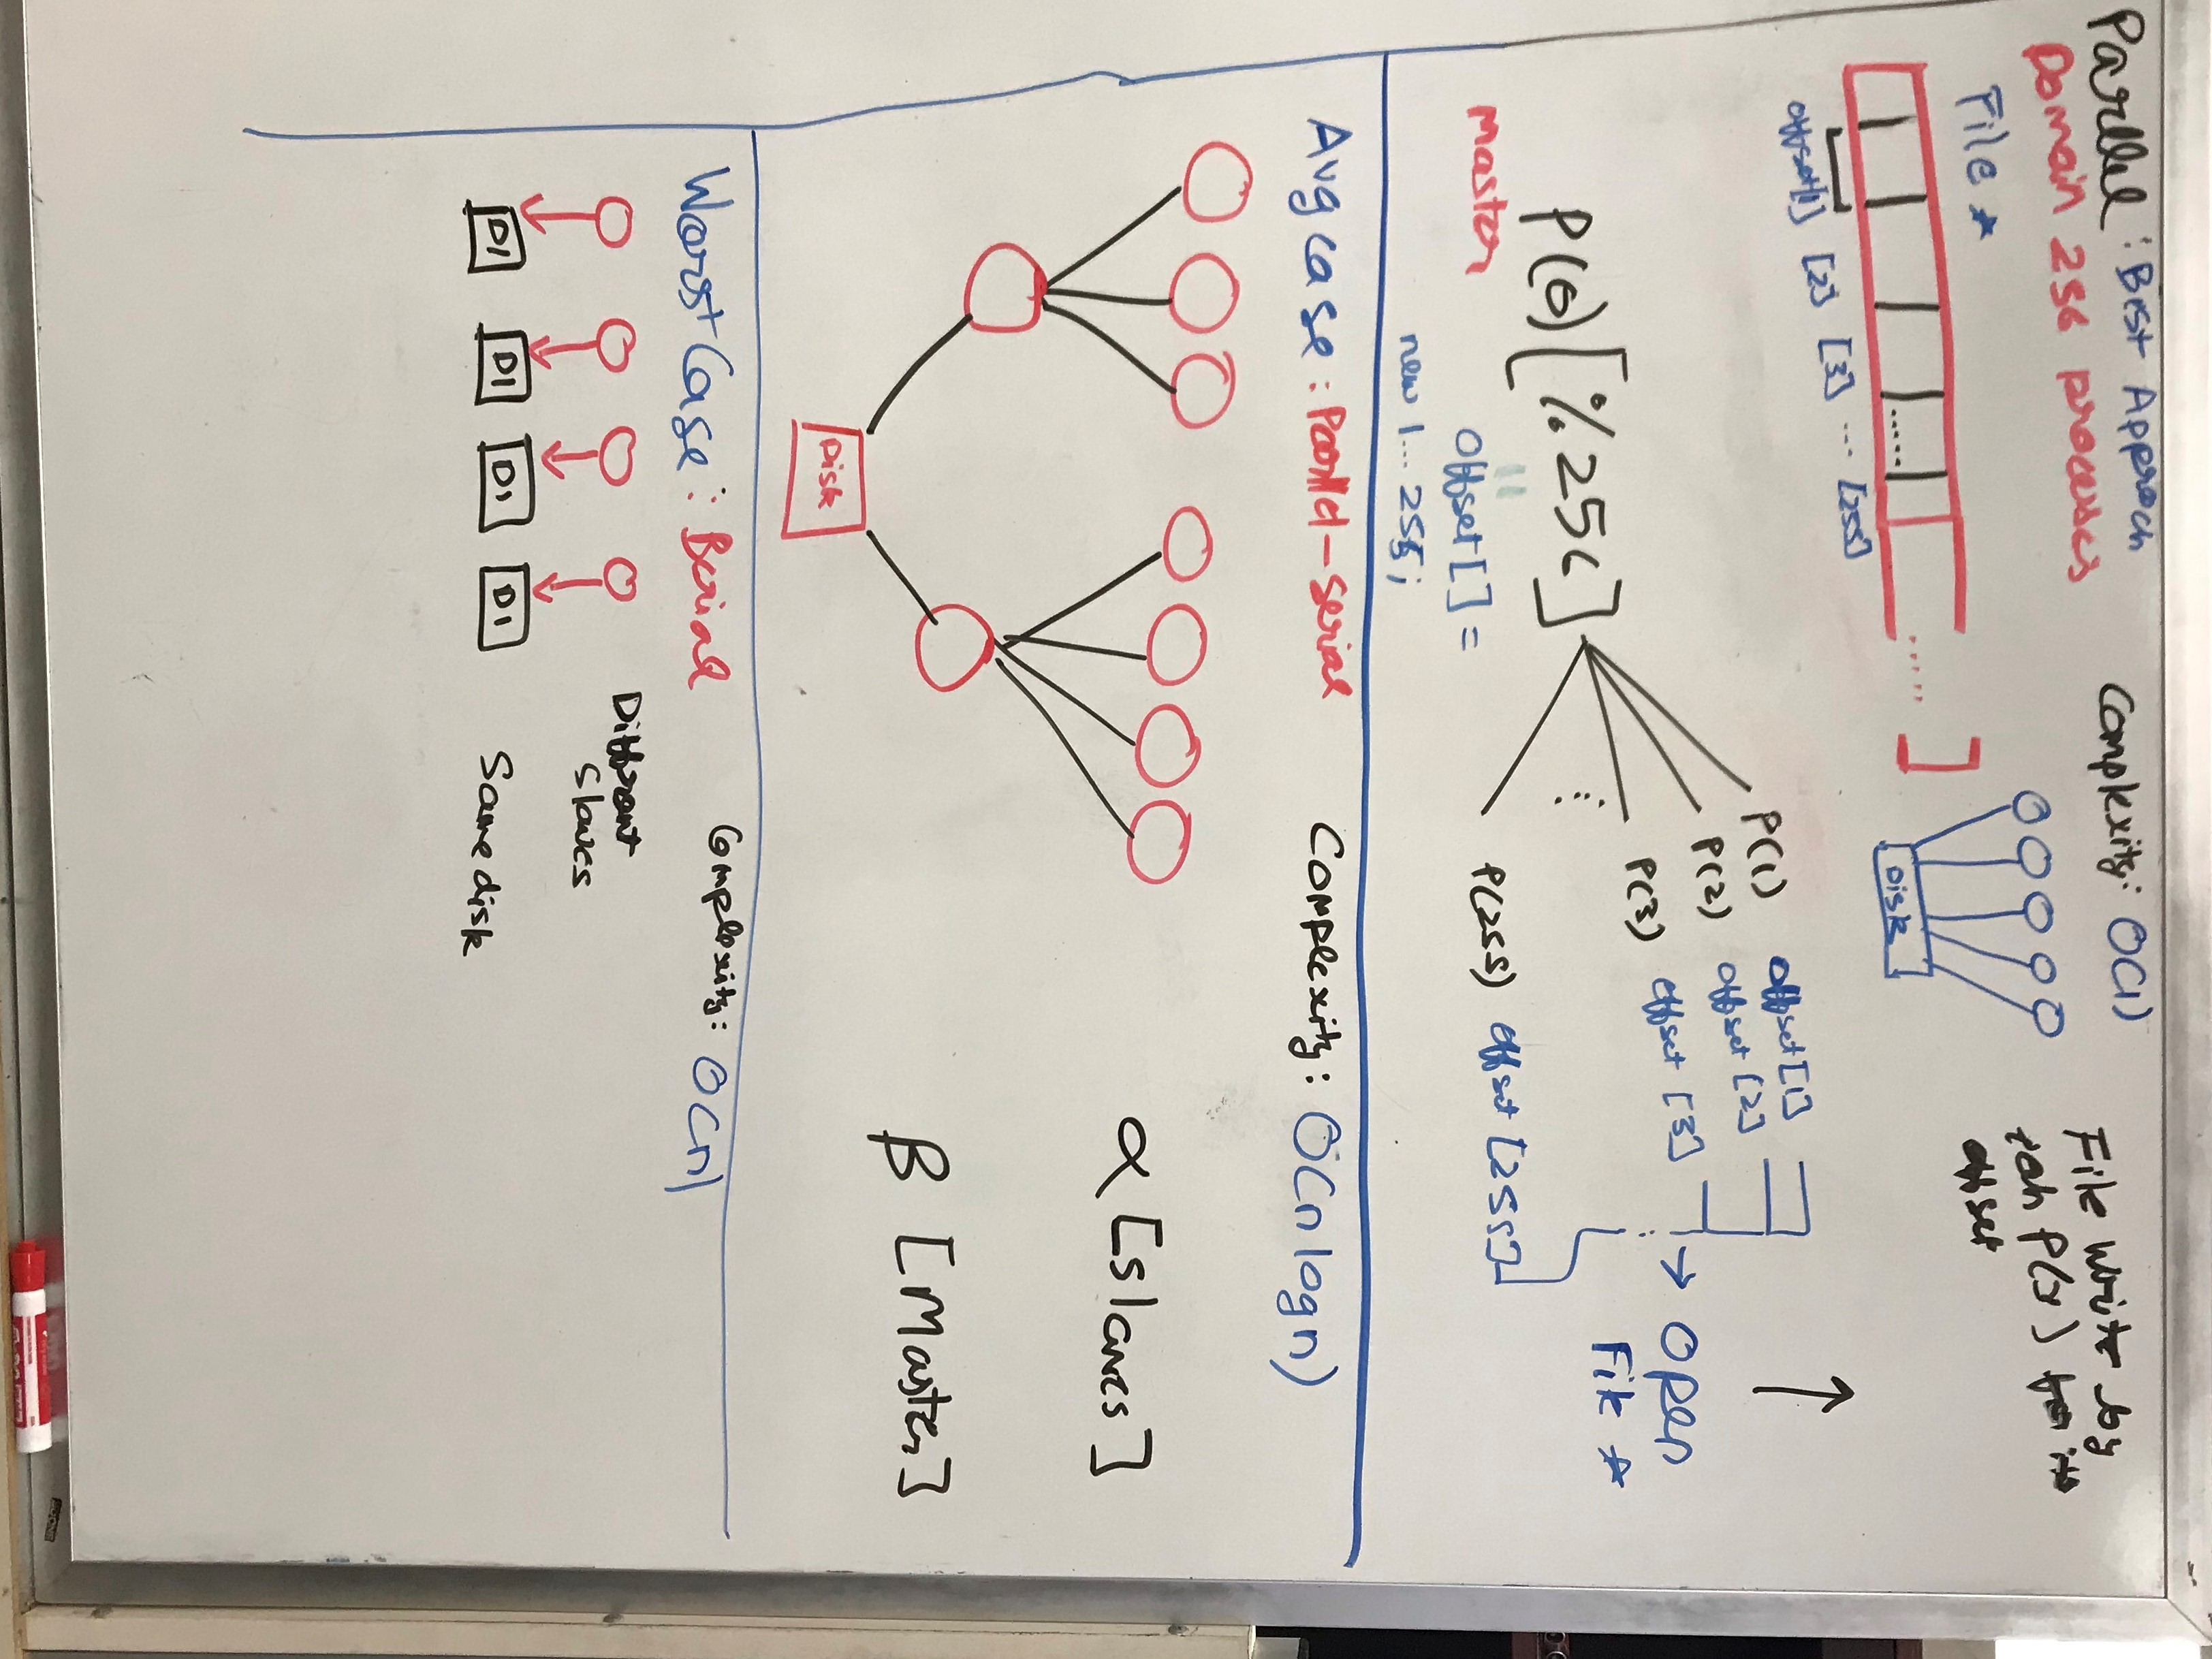 Parallel : Best Approach
Complexity: O(1)
Domain 256 processes
File *
offset[1] [2] [3] ... [255]
Disk
File write by
each P(x) for its
offset
P(0) [% 256]
master
offset[] =
new 1... 255;
P(1) offset[1]
P(2) offset[2]
P(3) offset [3]
P(255) offset [255]
→ Open
File *
Avg Case : Parallel-Serial
Complexity: O(n log n)
Disk
α [Slaves]
β [Master]
Worst Case : Serial
Complexity: O(n)
Different
Slaves
D1 D1 D1 D1
Same disk